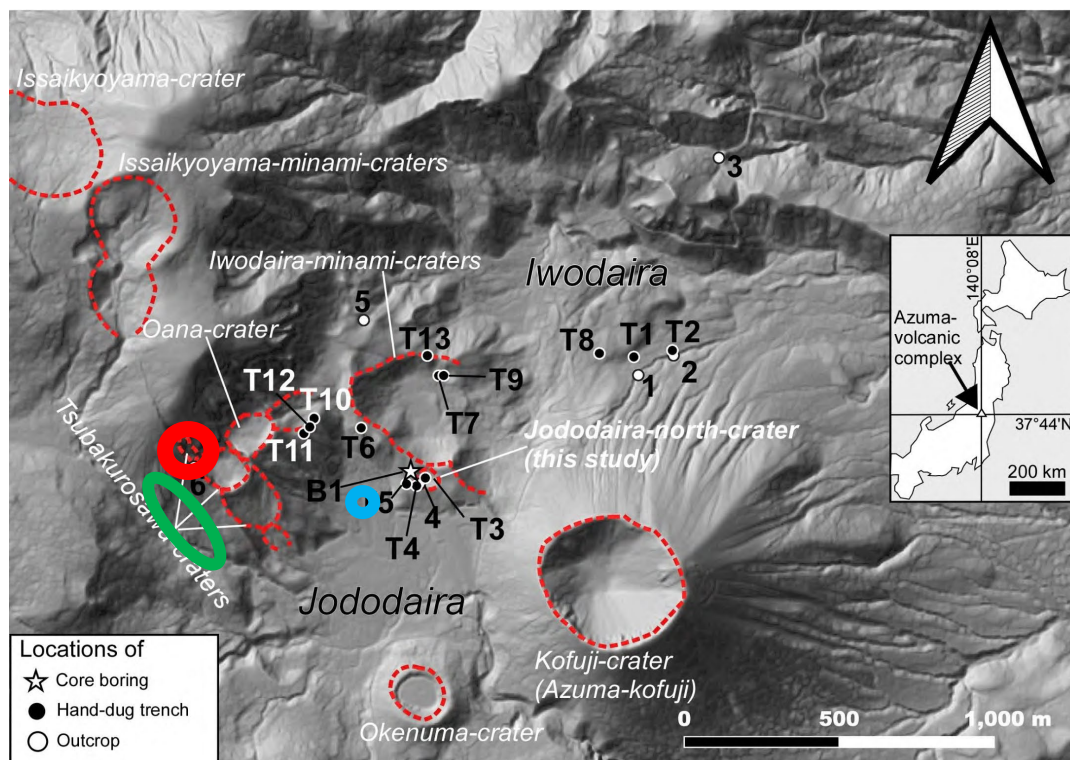 Issaikyoyama-crater
Issaikyoyama-minami-craters
3
Iwodaira-minami-craters
Iwodaira
140°08'E
5
Oana-crater
T13
T8
T1
T2
Azuma-
volcanic
complex
T12
T10
T9
1
2
T7
T11
T6
Jododaira-north-crater
(this study)
37°44'N
200 km
6
B1
5
4
T3
T4
Tsubakurosawa-craters
Jododaira
Kofuji-crater
(Azuma-kofuji)
Okenuma-crater
Locations of
Core boring
Hand-dug trench
Outcrop
0
500
1,000 m